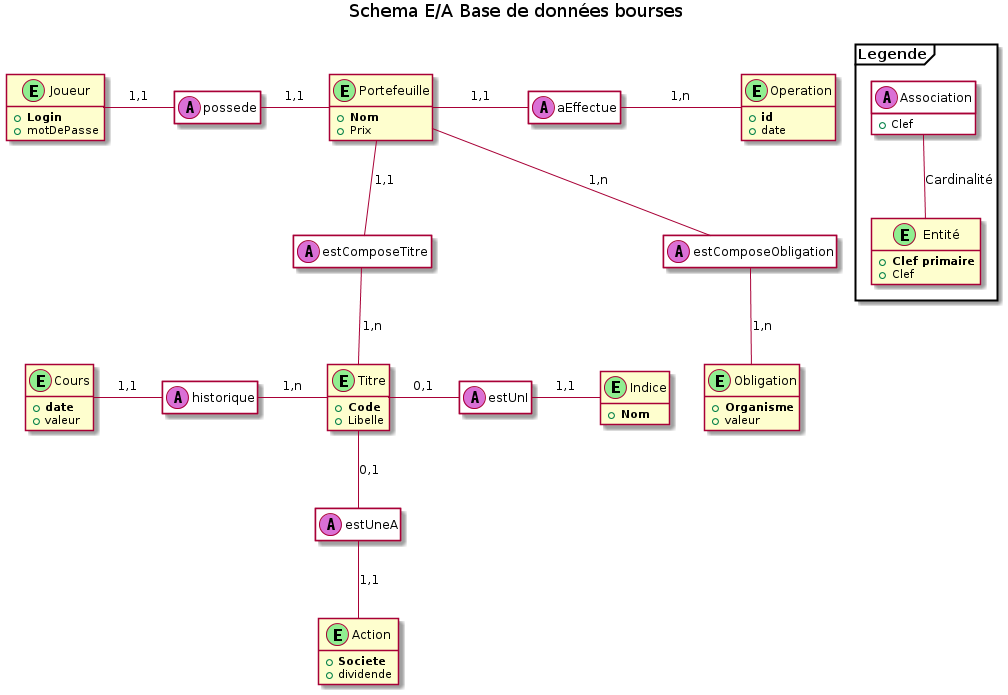 Schema E/A Base de données bourses
Legende
E Joueur
Login
motDePasse
1,1
A possede
1,1
E Portefeuille
Nom
Prix
1,1
A aEffectue
1,n
E Operation
id
date
A Association
Clef
Cardinalité
E Entité
Clef primaire
Clef
1,1
1,n
A estComposeTitre
A estComposeObligation
1,n
1,n
E Cours
date
valeur
1,1
A historique
1,n
E Titre
Code
Libelle
0,1
A estUnI
1,1
E Indice
Nom
E Obligation
Organisme
valeur
0,1
A estUneA
1,1
E Action
Societe
dividende